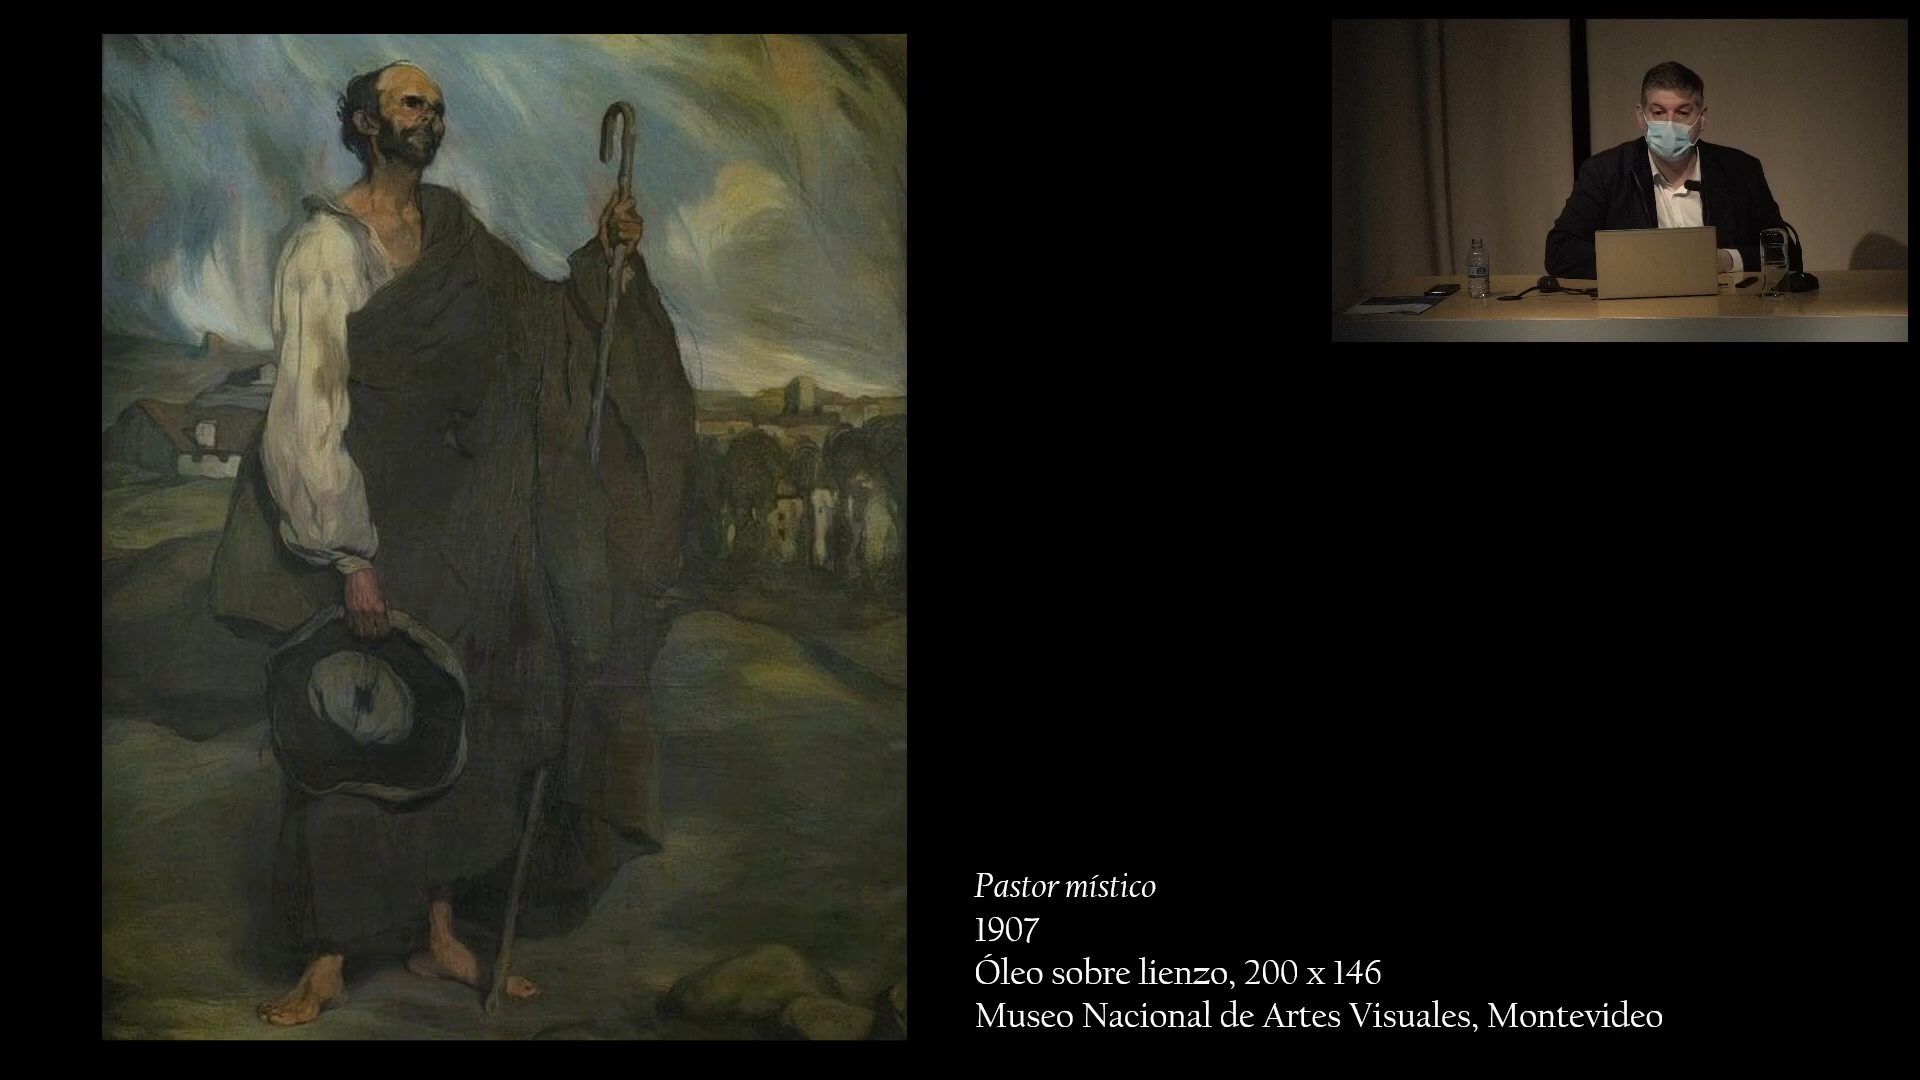 Pastor místico
1907
Óleo sobre lienzo, 200 x 146
Museo Nacional de Artes Visuales, Montevideo